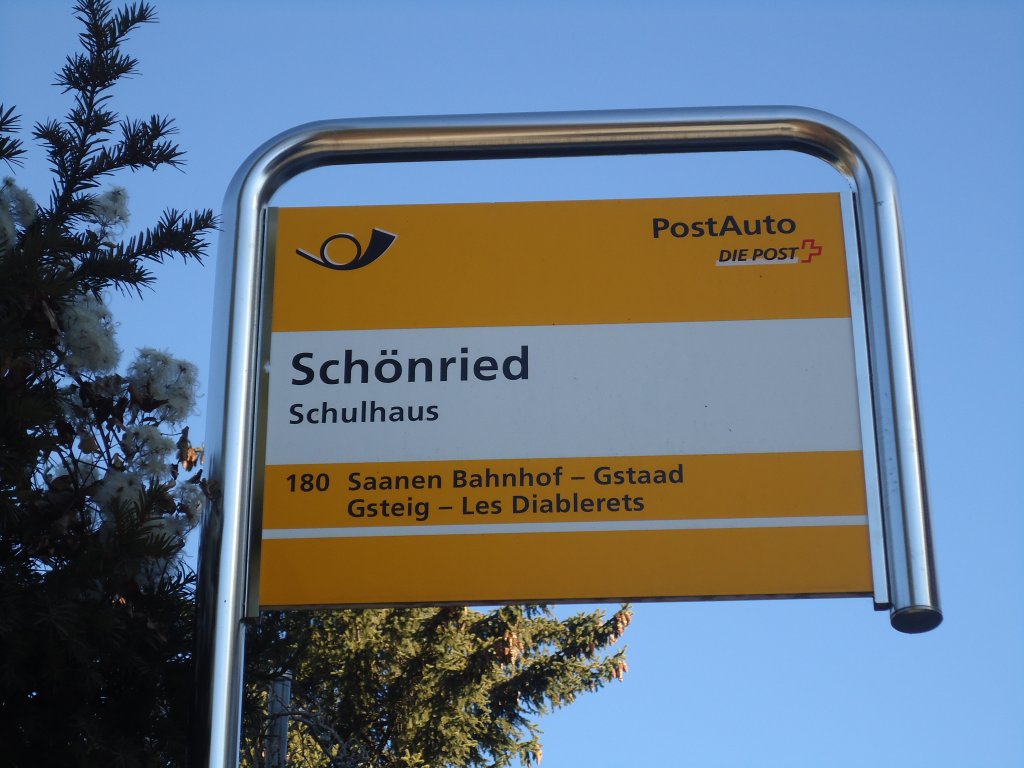 PostAuto
DIE POST
Schönried
Schulhaus
180 Saanen Bahnhof – Gstaad
Gsteig – Les Diablerets